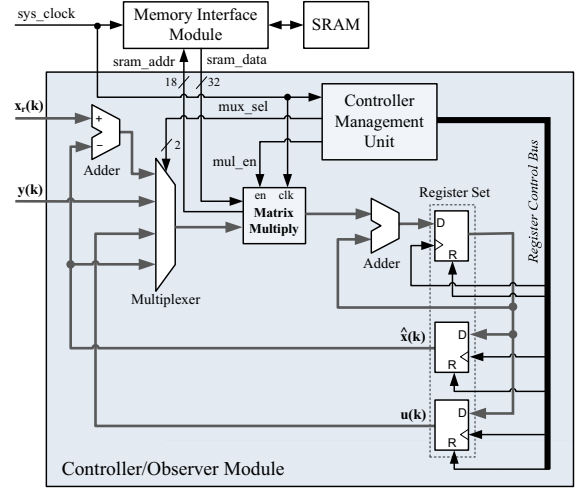 sys_clock
Memory Interface
Module
SRAM
sram_addr
sram_data
18
32
xr(k)
+
−
Adder
mux_sel
Controller
Management
Unit
2
mul_en
y(k)
en
clk
Matrix
Multiply
Register Set
Register Control Bus
D
R
Adder
Multiplexer
x̂(k)
D
R
u(k)
D
R
Controller/Observer Module